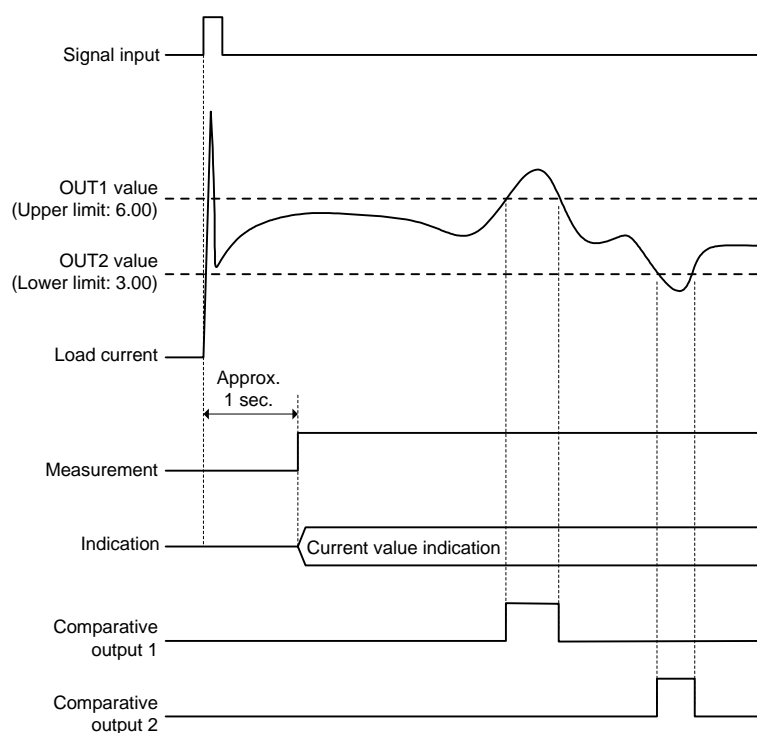 Signal input
OUT1 value
(Upper limit: 6.00)
OUT2 value
(Lower limit: 3.00)
Load current
Approx.
1 sec.
Measurement
Indication
Current value indication
Comparative
output 1
Comparative
output 2